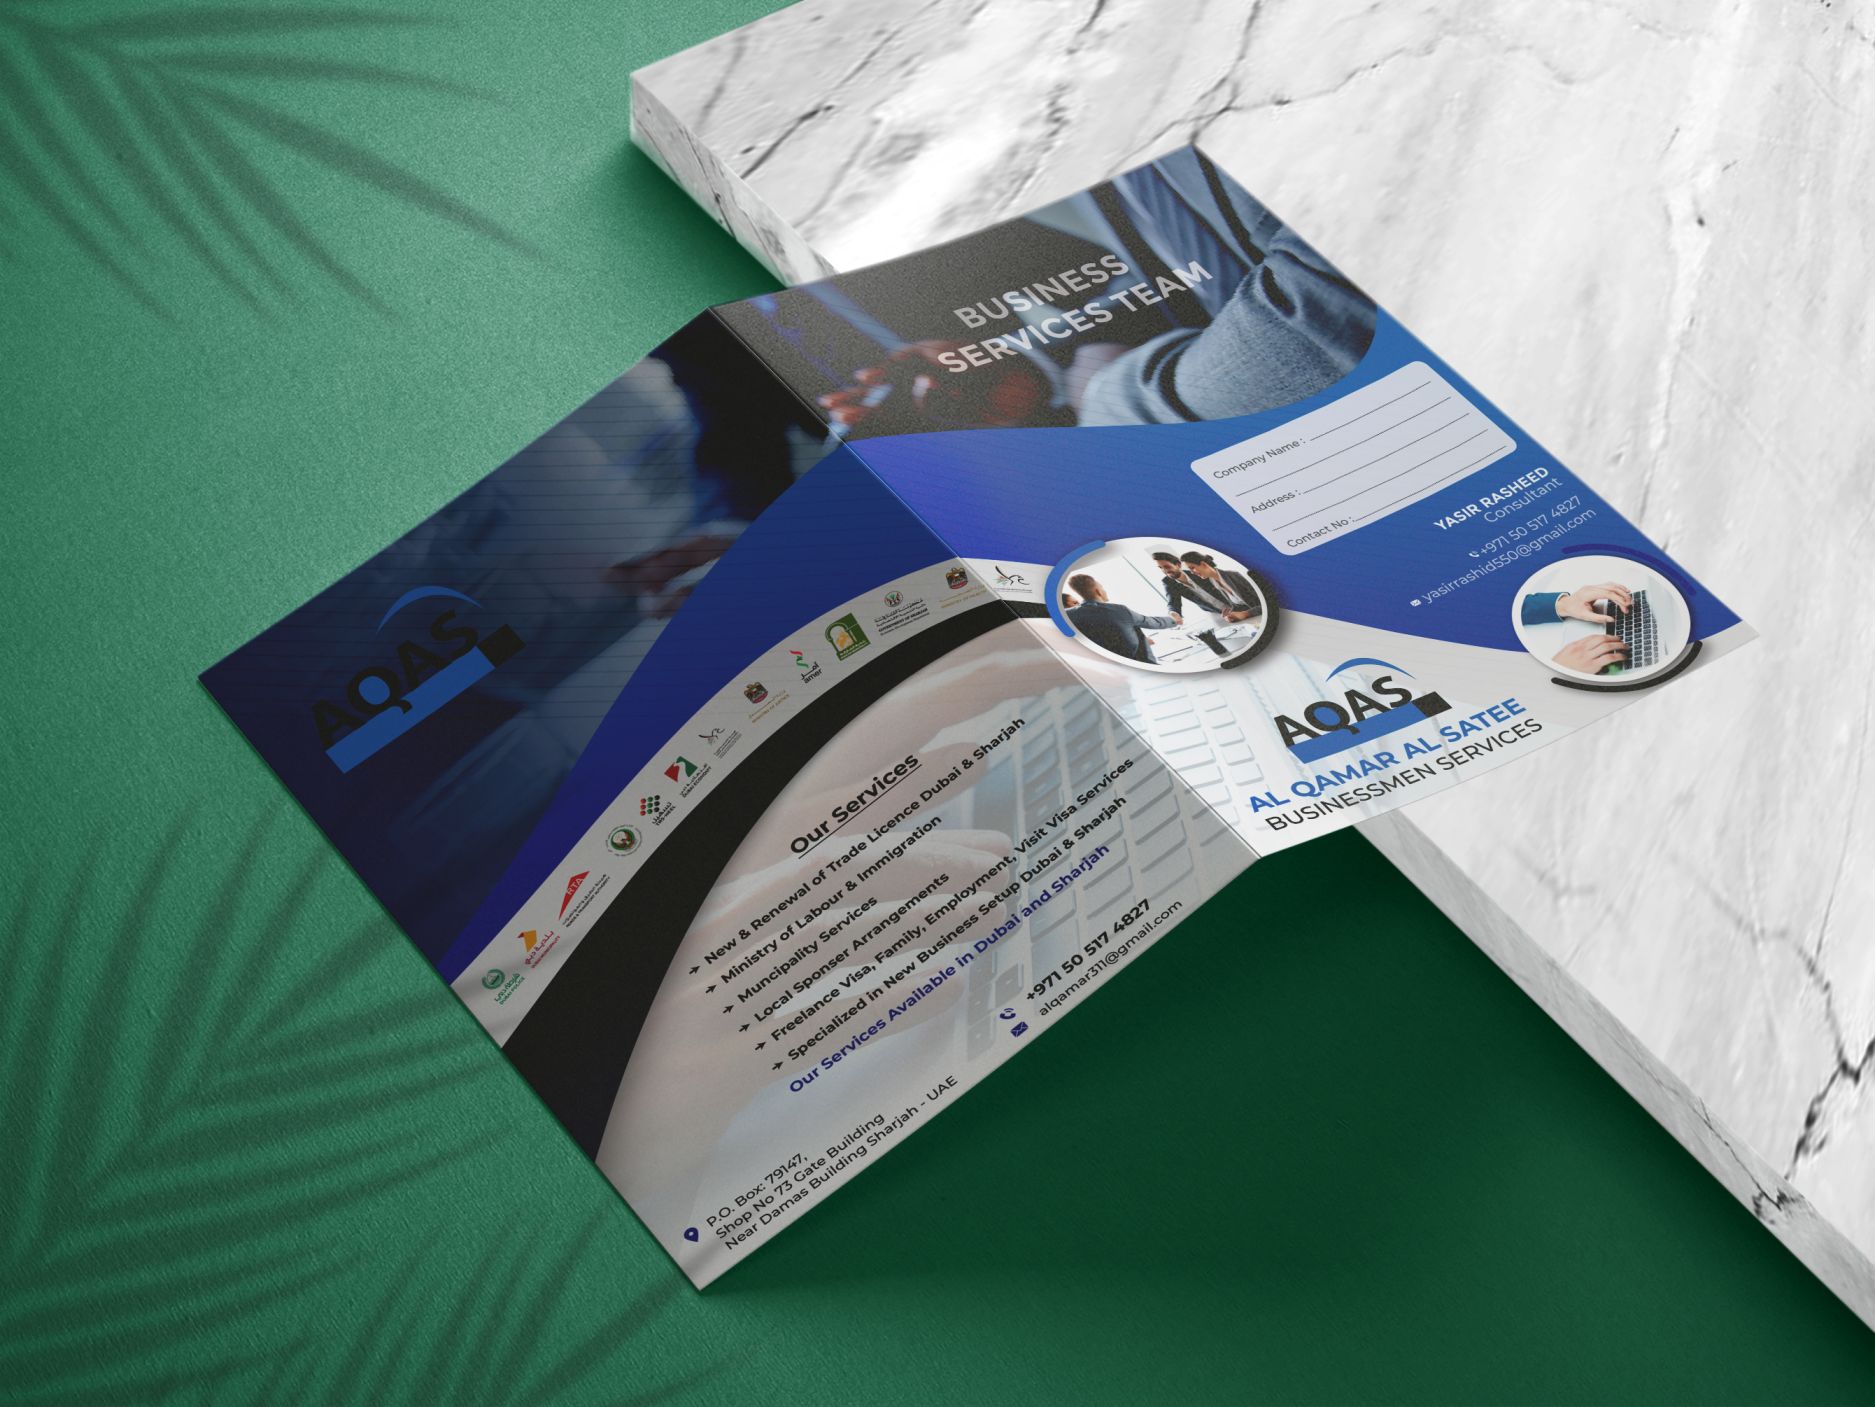 BUSINESS
SERVICES TEAM
Company Name :
Address :
Contact No :
YASIR RASHEED
Consultant
+971 50 517 4827
yasirrashid550@gmail.com
AQAS
AL QAMAR AL SATEE
BUSINESSMEN SERVICES
AQAS
RTA
amer
آمر
Our Services
New & Renewal of Trade Licence Dubai & Sharjah
Ministry of Labour & Immigration
Muncipality Services
Local Sponser Arrangements
Freelance Visa, Family, Employment, Visit Visa Services
Specialized in New Business Setup Dubai & Sharjah
Our Services Available in Dubai and Sharjah
+971 50 517 4827
alqamar311@gmail.com
P.O. Box: 79147,
Shop No 73 Gate Building
Near Damas Building Sharjah - UAE